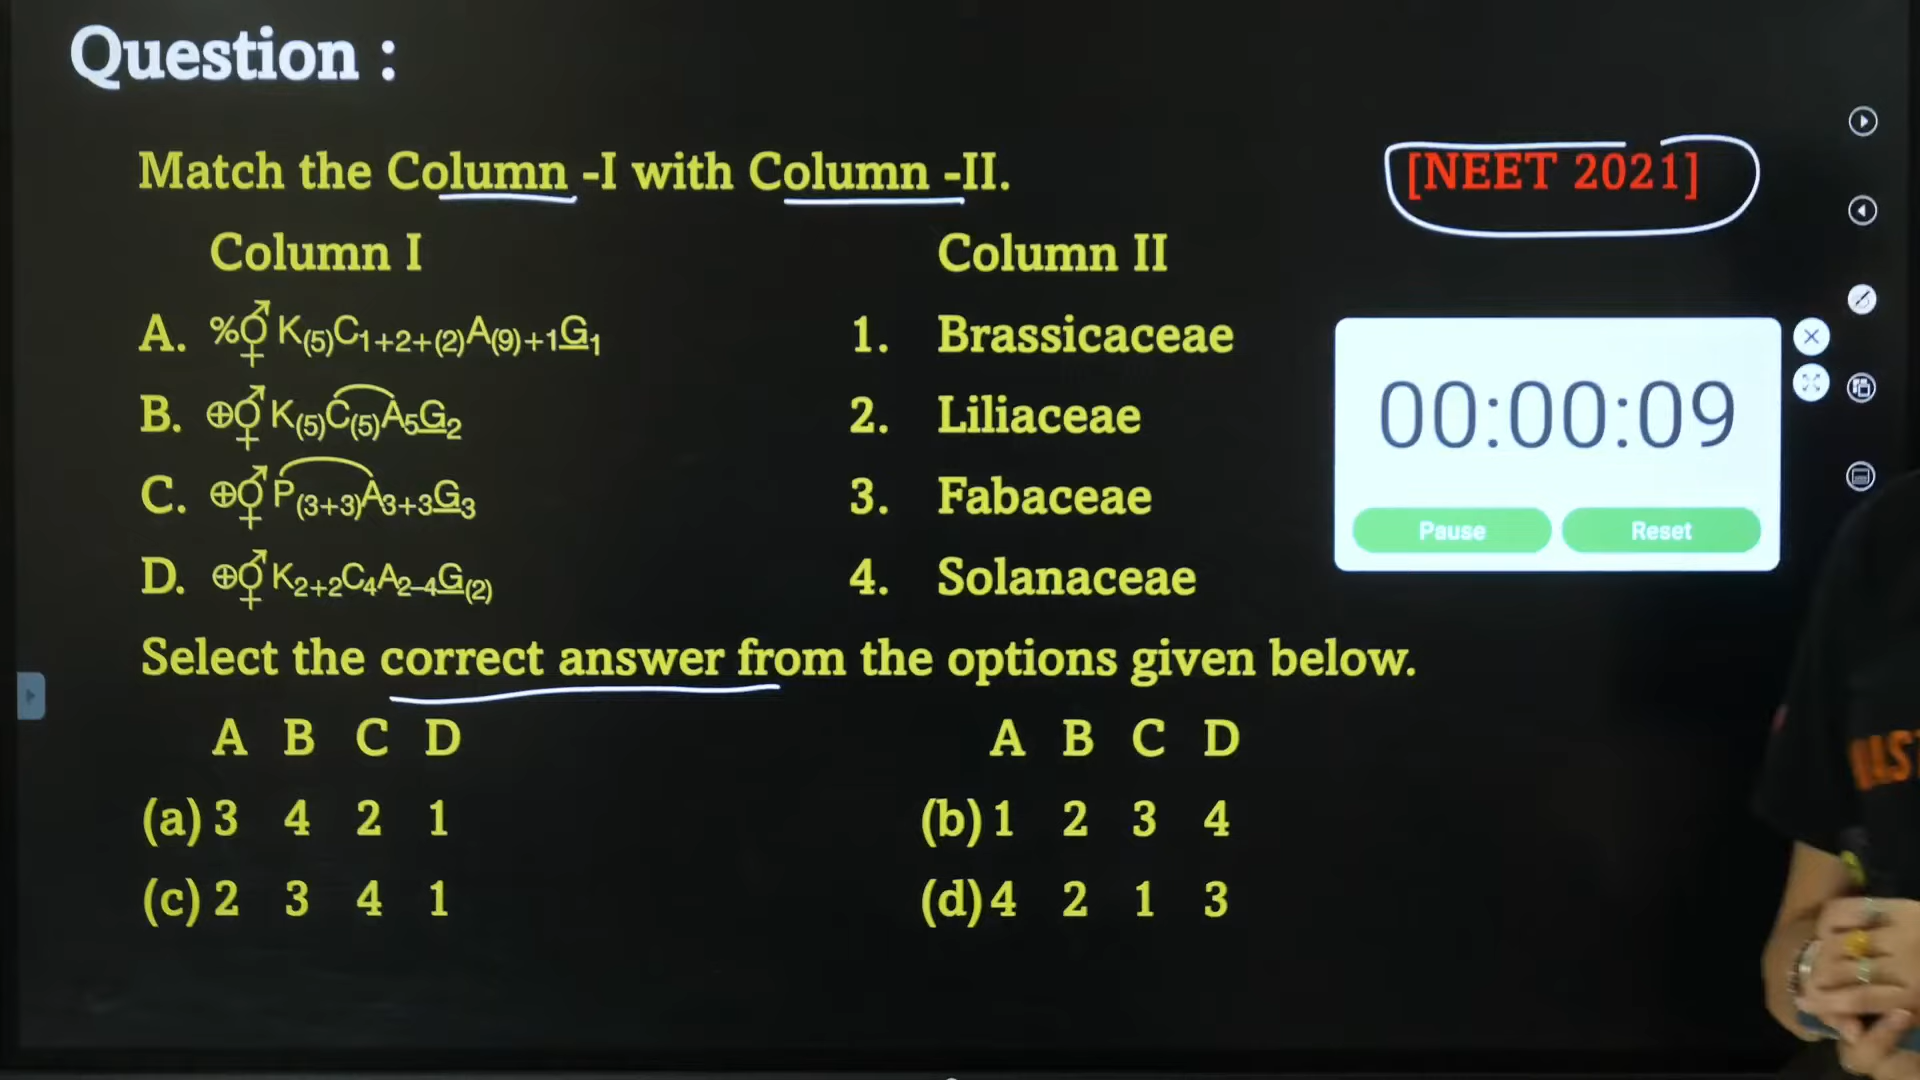 Question :
Match the Column -I with Column -II. [NEET 2021]
Column I Column II
A. %⚥K(5)C1+2+(2)A(9)+1G1 1. Brassicaceae
B. ⊕⚥K(5)C(5)A5G2 2. Liliaceae
C. ⊕⚥P(3+3)A3+3G3 3. Fabaceae
D. ⊕⚥K2+2C4A2–4G(2) 4. Solanaceae
00:00:09
Pause Reset
Select the correct answer from the options given below.
A B C D A B C D
(a) 3 4 2 1 (b) 1 2 3 4
(c) 2 3 4 1 (d) 4 2 1 3